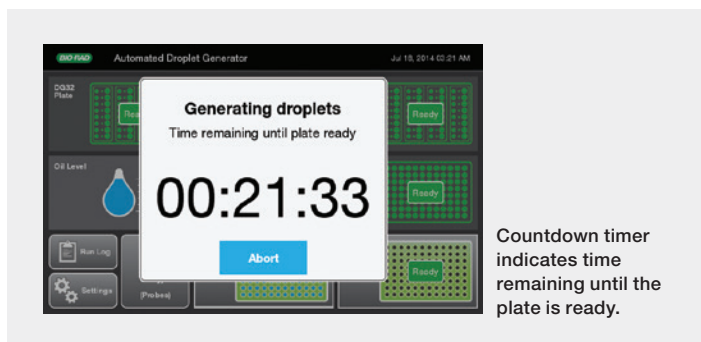 BIO-RAD Automated Droplet Generator Jul 18, 2014 03:21 AM
DG32
Plate
Ready
Generating droplets
Time remaining until plate ready
Oil Level
00:21:33
Ready
Run Log
Abort
Ready
Settings
(Probes)
Countdown timer
indicates time
remaining until the
plate is ready.